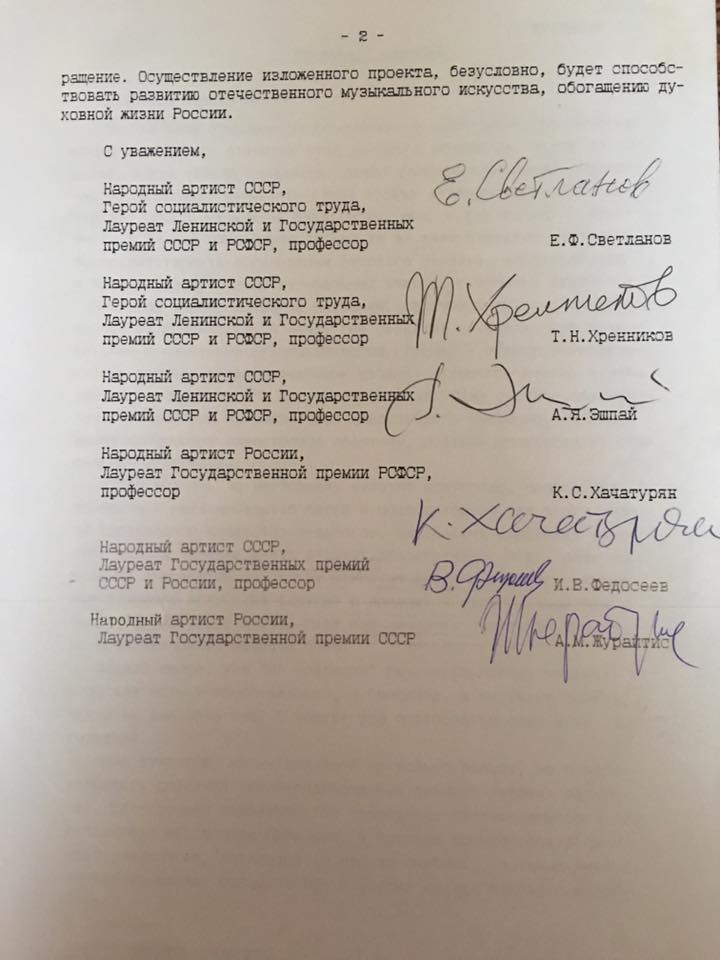 - 2 -
ращение. Осуществление изложенного проекта, безусловно, будет способс-
твовать развитию отечественного музыкального искусства, обогащению ду-
ховной жизни России.
С уважением,
Е. Светланов
Народный артист СССР,
Герой социалистического труда,
Лауреат Ленинской и Государственных
премий СССР и РСФСР, профессор Е.Ф.Светланов
Народный артист СССР,
Герой социалистического труда,
Лауреат Ленинской и Государственных Т. Хренников
премий СССР и РСФСР, профессор Т.Н.Хренников
Народный артист СССР,
Лауреат Ленинской и Государственных
премий СССР и РСФСР, профессор А.Я.Эшпай
Народный артист России,
Лауреат Государственной премии РСФСР,
профессор К.С.Хачатурян
К. Хачатурян
Народный артист СССР,
Лауреат Государственных премий
СССР и России, профессор И.В.Федосеев
Народный артист России,
Лауреат Государственной премии СССР А.М.Жураитис